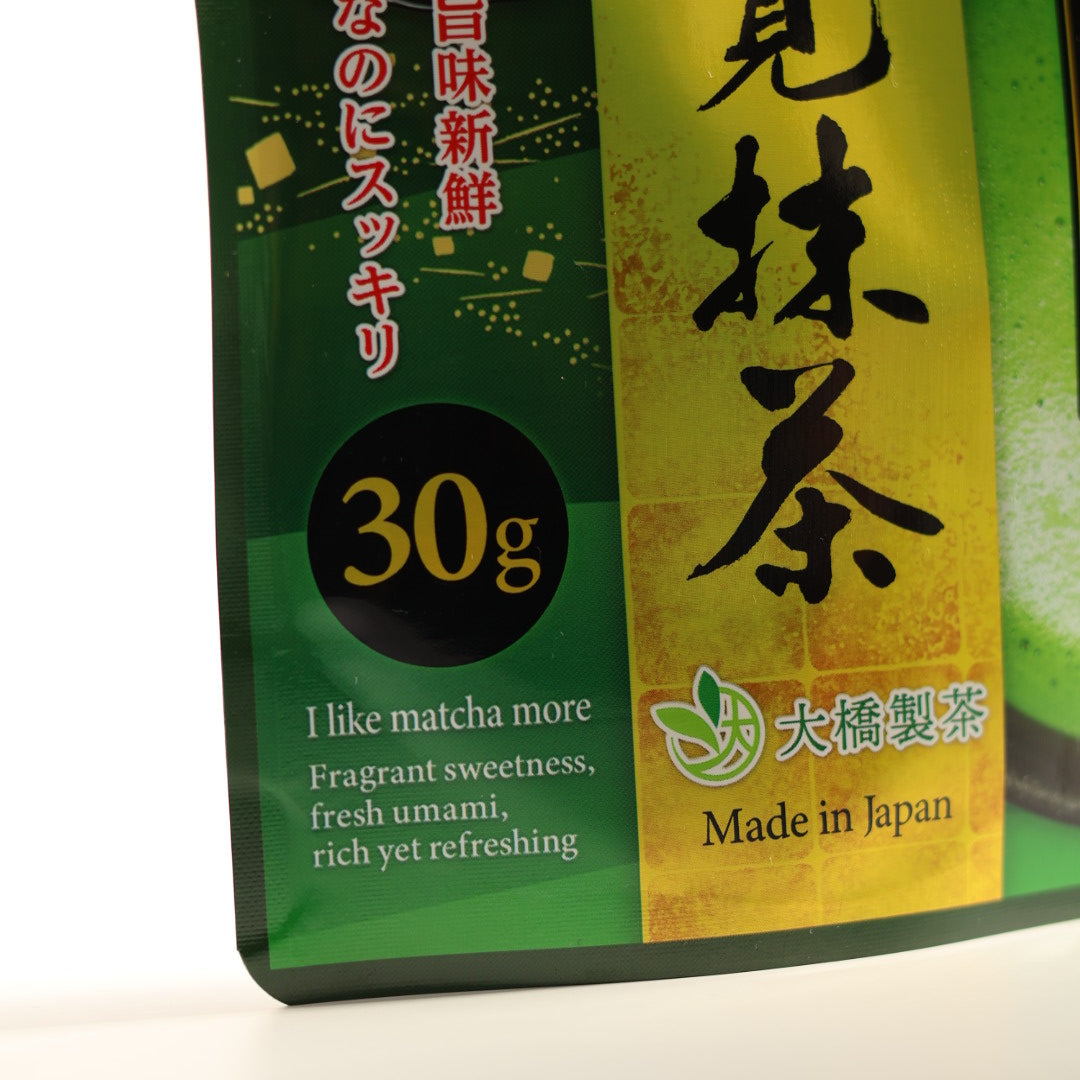 旨味新鮮
なのにスッキリ
抹茶
30g
I like matcha more
Fragrant sweetness,
fresh umami,
rich yet refreshing
大橋製茶
Made in Japan